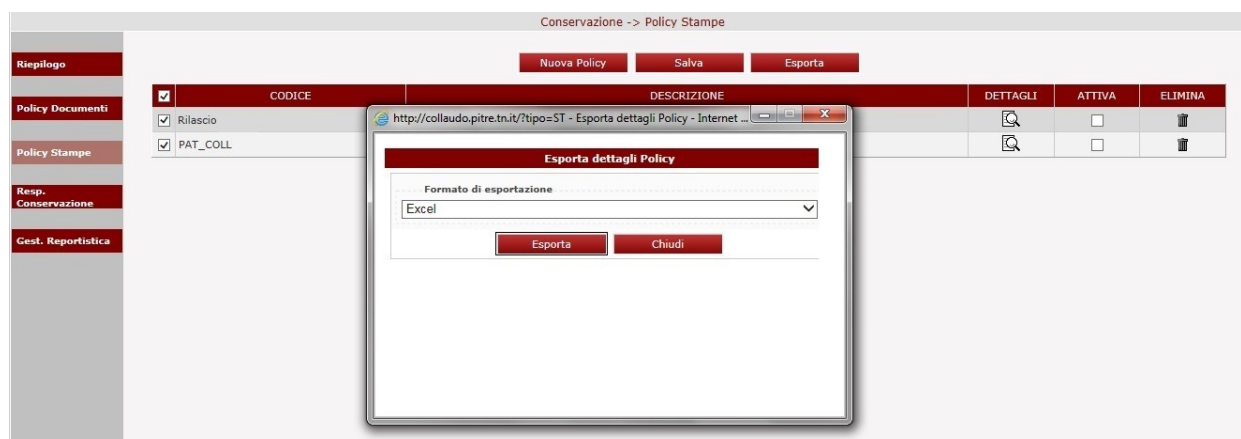 Conservazione -> Policy Stampe
Riepilogo
Nuova Policy Salva Esporta
CODICE DESCRIZIONE DETTAGLI ATTIVA ELIMINA
Policy Documenti
Rilascio
http://collaudo.pitre.tn.it/?tipo=ST - Esporta dettagli Policy - Internet ...
PAT_COLL
Policy Stampe
Esporta dettagli Policy
Resp.
Conservazione
Formato di esportazione
Excel
Gest. Reportistica
Esporta Chiudi